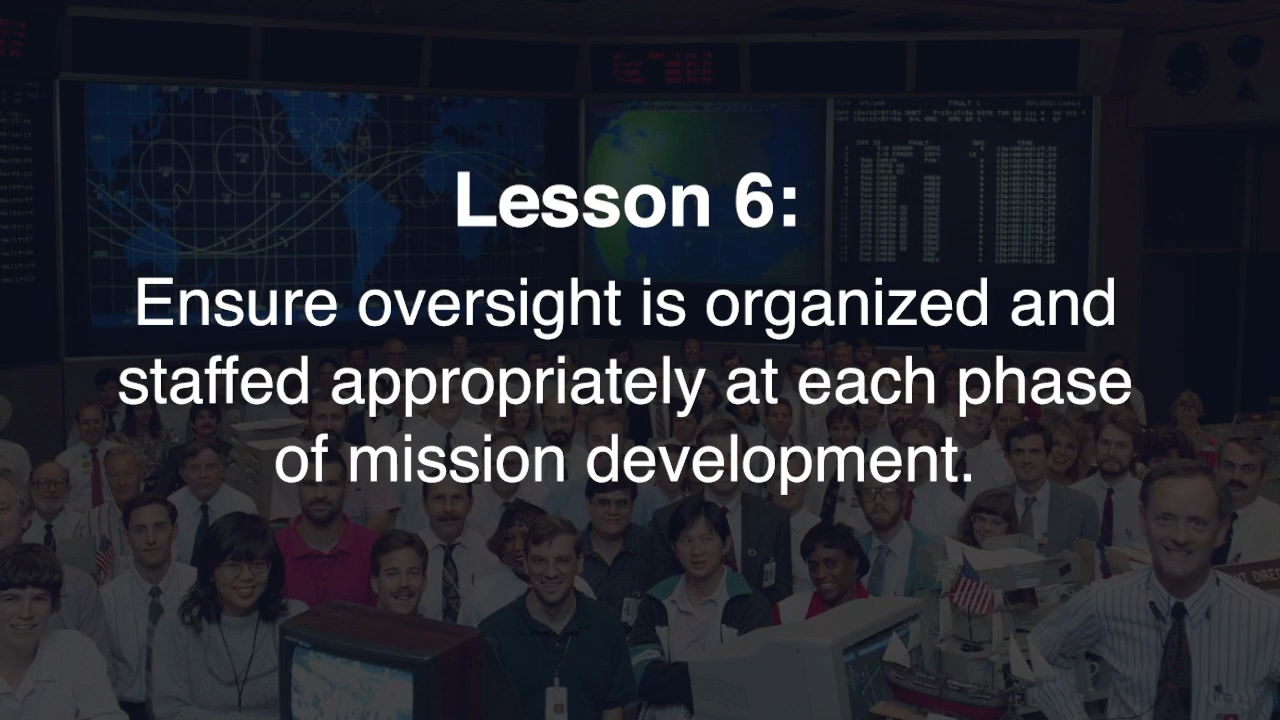 Lesson 6:
Ensure oversight is organized and
staffed appropriately at each phase
of mission development.